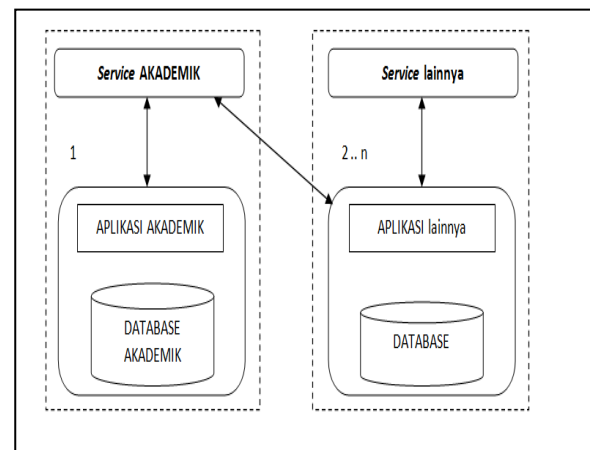 Service AKADEMIK
1
APLIKASI AKADEMIK
DATABASE
AKADEMIK
Service lainnya
2 .. n
APLIKASI lainnya
DATABASE